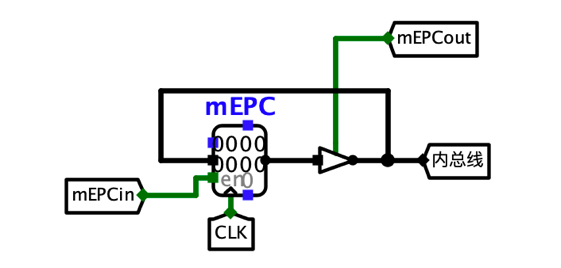 mEPCout
mEPC
0000
0000
内总线
en0
mEPCin
CLK